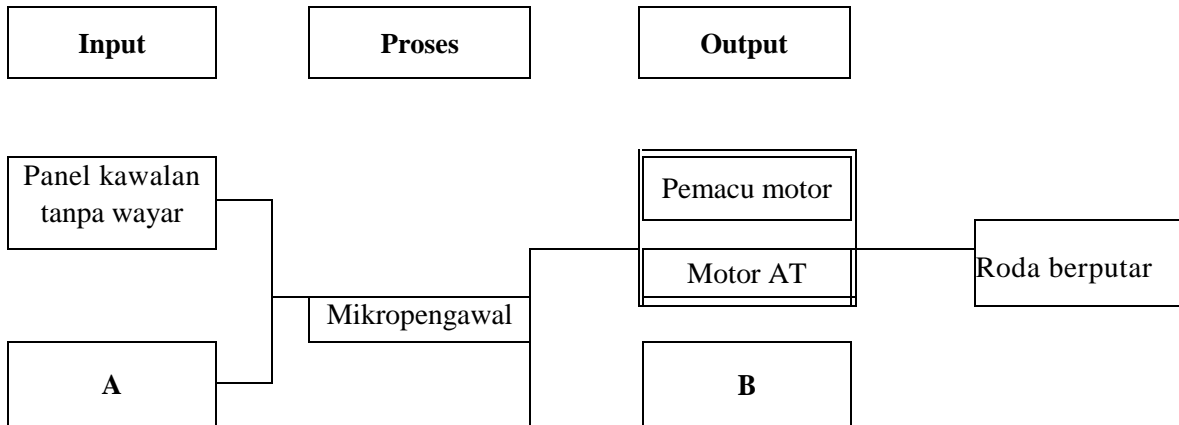 Input
Proses
Output
Panel kawalan
tanpa wayar
Pemacu motor
Motor AT
Roda berputar
Mikropengawal
A
B